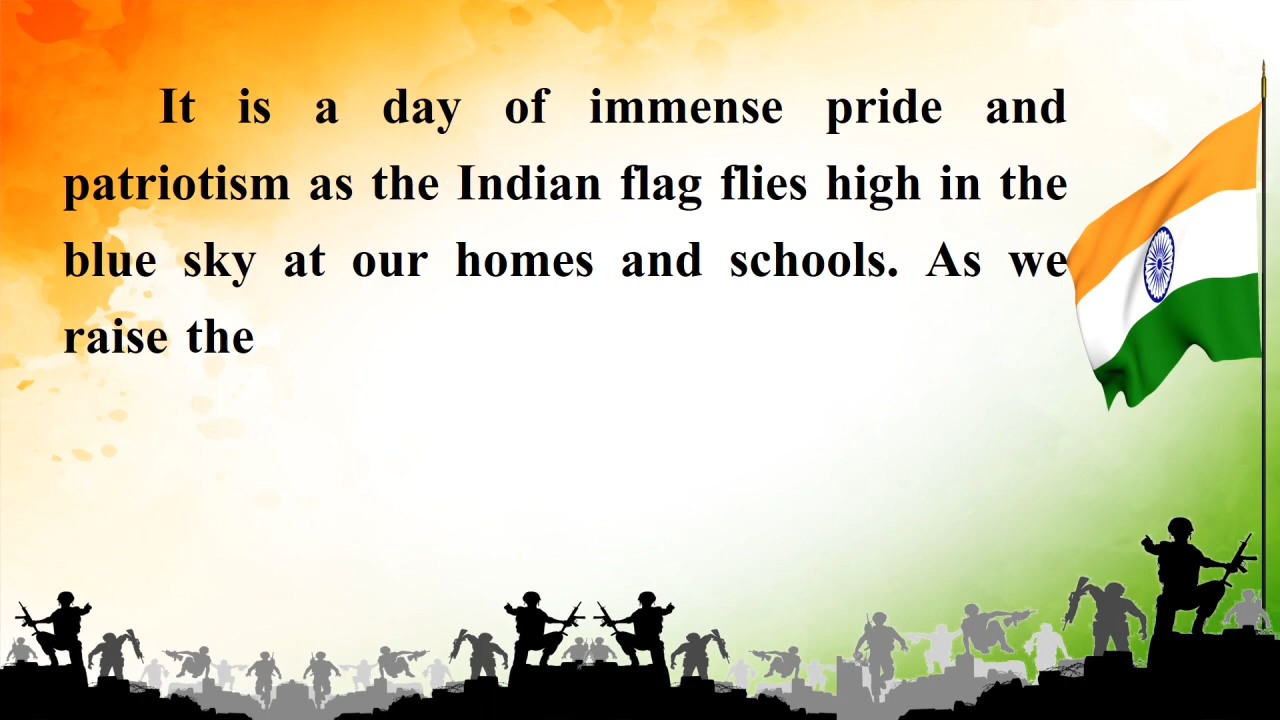 It is a day of immense pride and
patriotism as the Indian flag flies high in the
blue sky at our homes and schools. As we
raise the